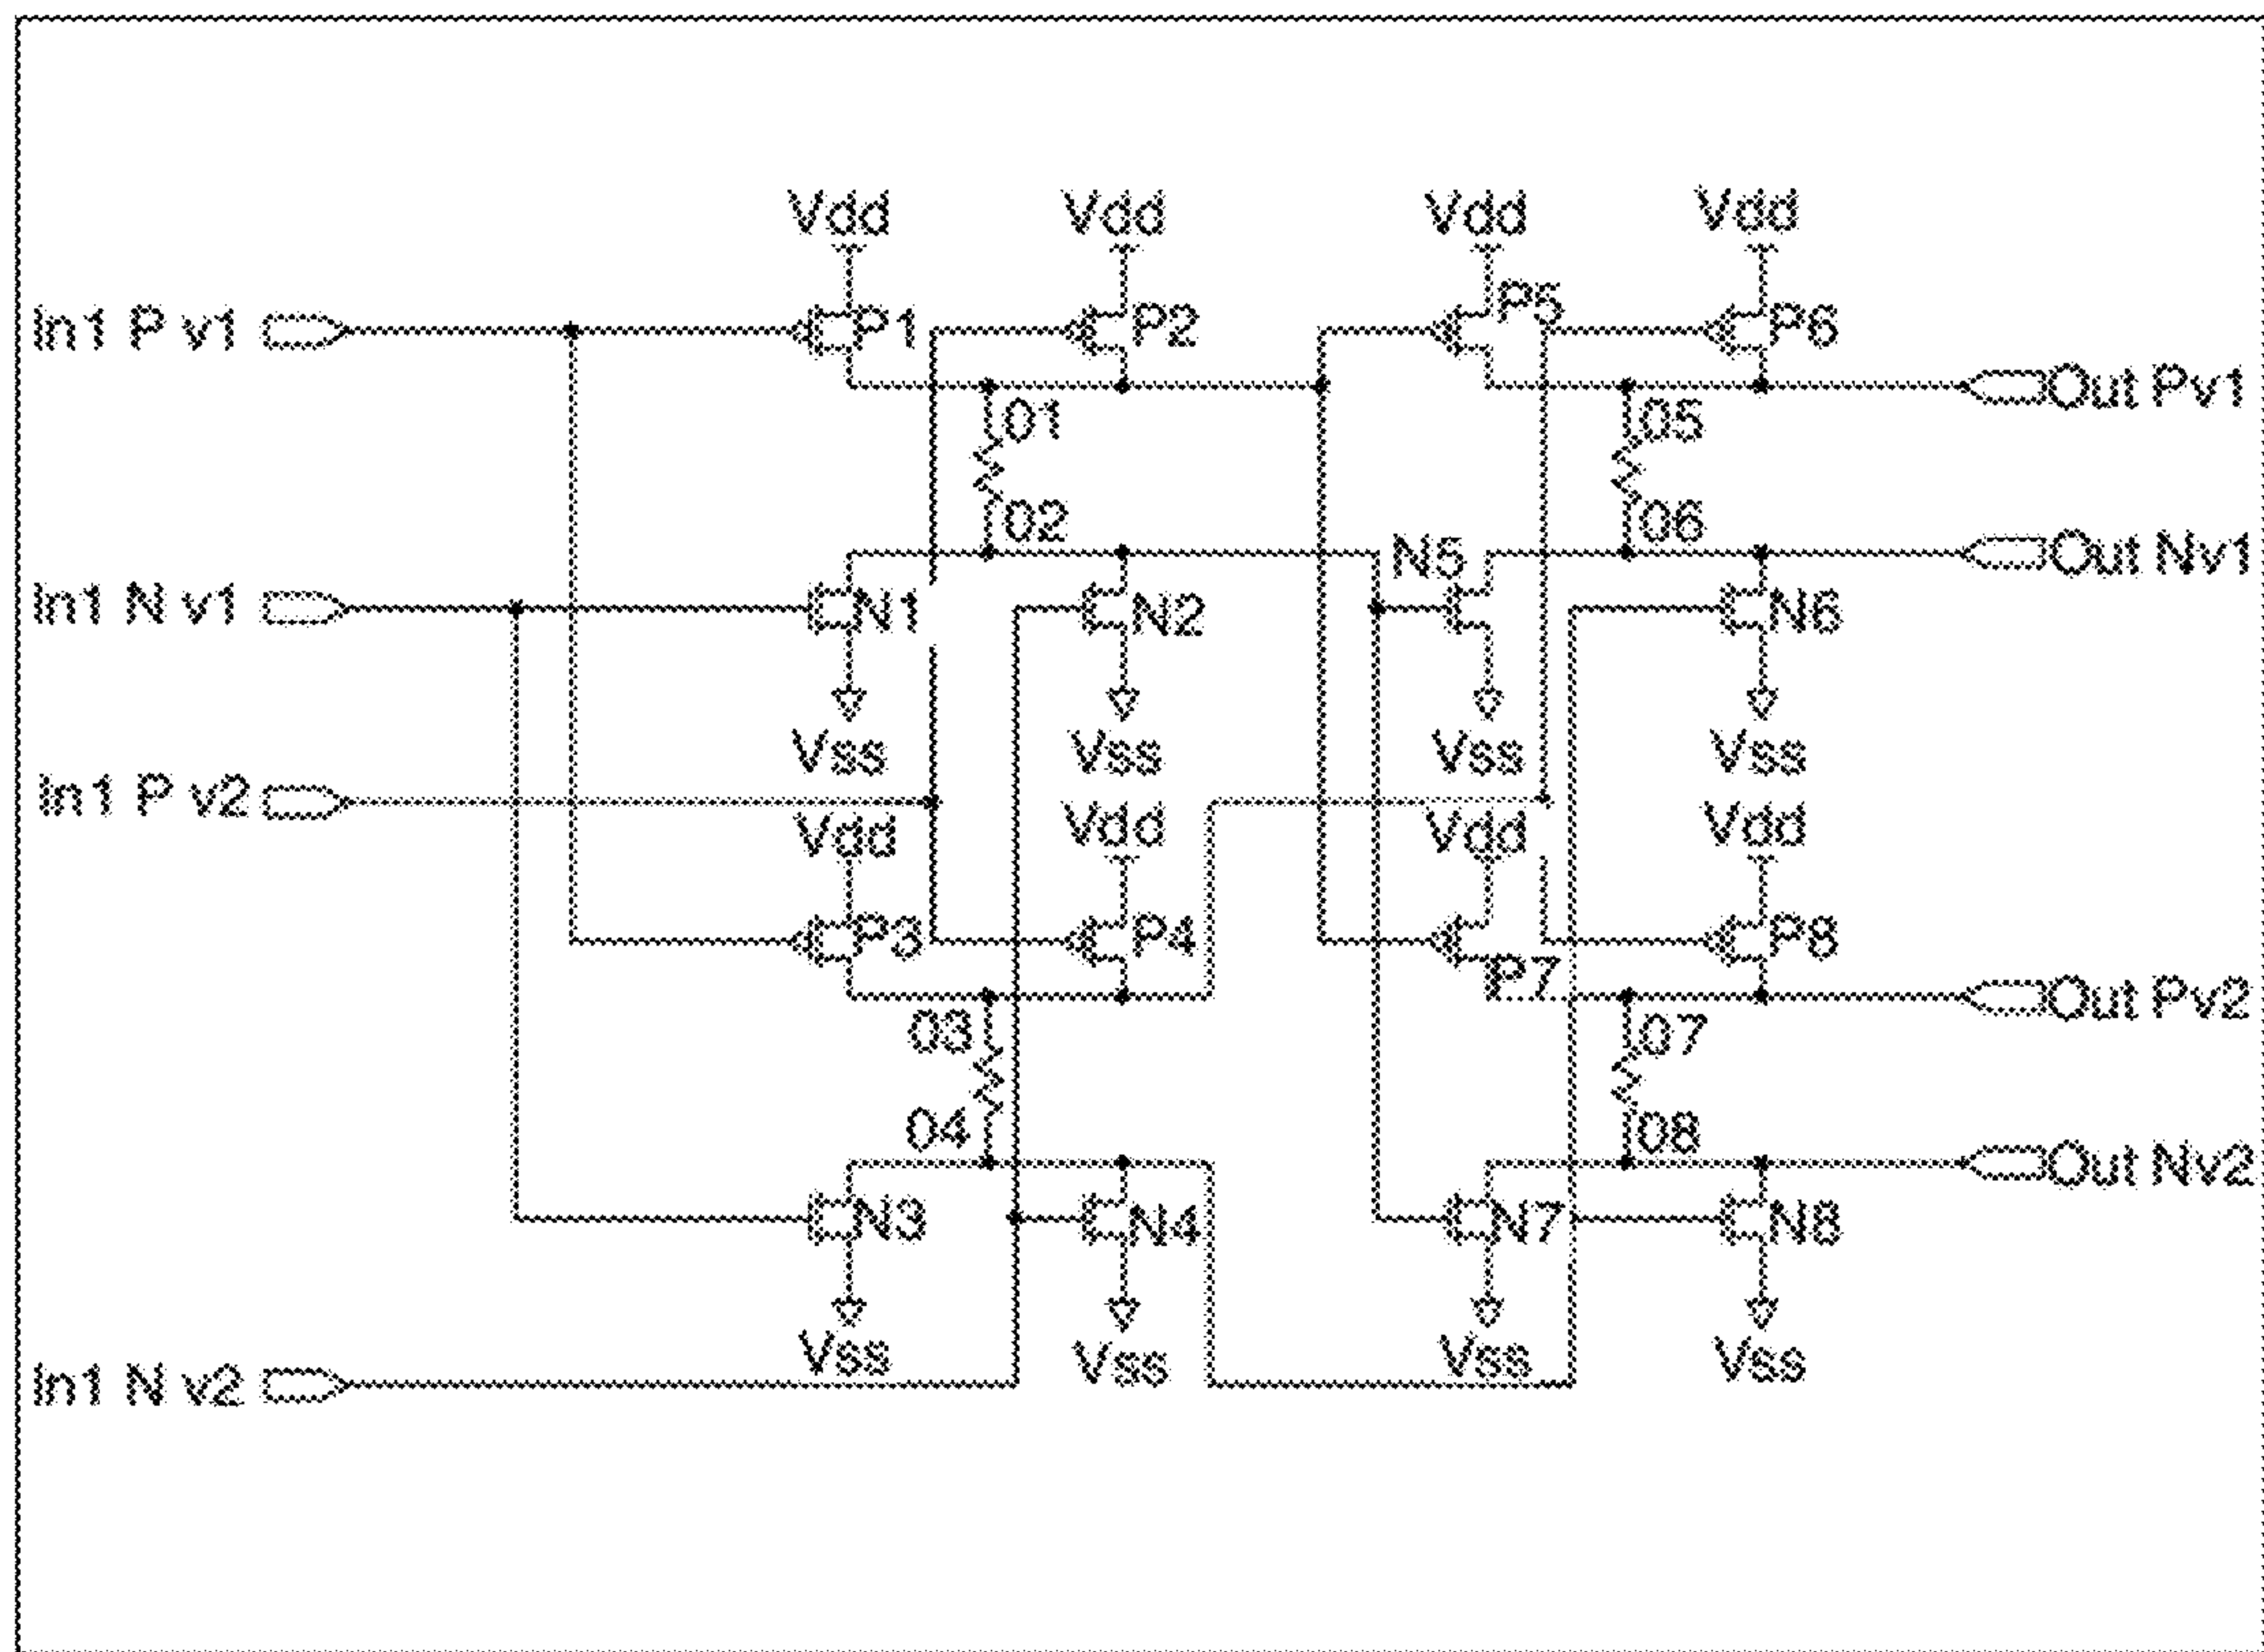 Vdd Vdd Vdd Vdd
In1 P v1 P1 P2 P5 P6
Out Pv1
01 05
02 06
N5 Out Nv1
In1 N v1 N1 N2 N6
Vss Vss Vss Vss
In1 P v2
Vdd Vdd Vdd Vdd
P3 P4 P8
P7 Out Pv2
03 07
04 08
Out Nv2
N3 N4 N7 N8
Vss Vss Vss Vss
In1 N v2